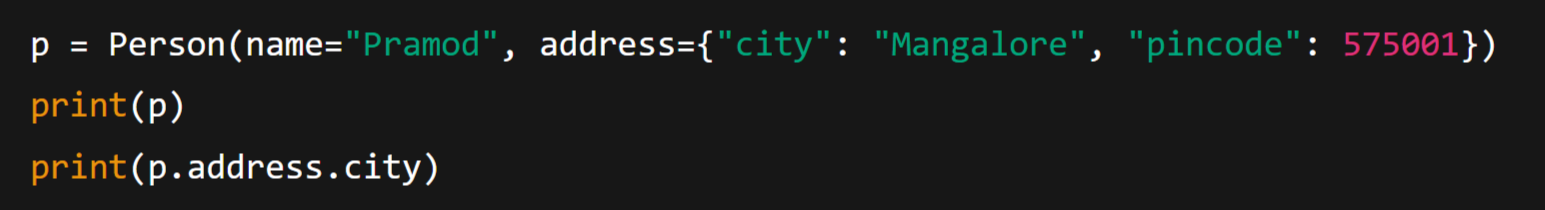 p = Person(name="Pramod", address={"city": "Mangalore", "pincode": 575001})
print(p)
print(p.address.city)